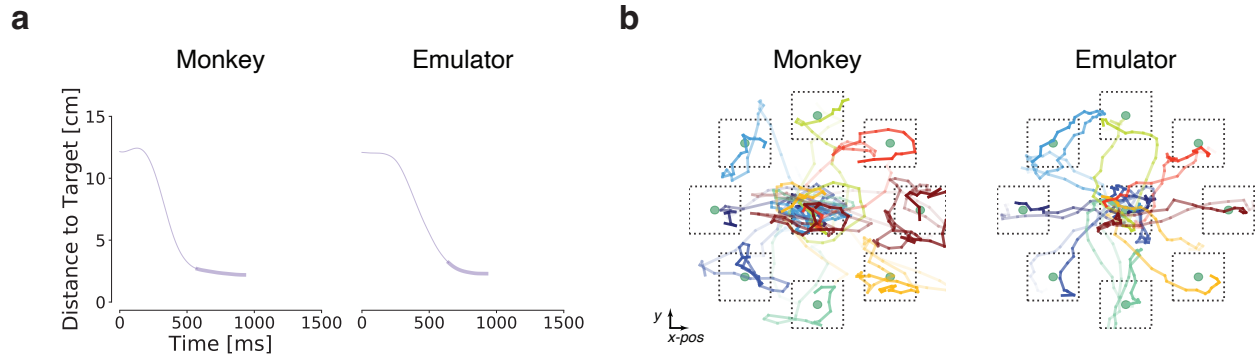 a
Monkey
Emulator
Distance to Target [cm]
15
10
5
0
0 500 1000 1500
0 500 1000 1500
Time [ms]
b
Monkey
Emulator
y
x-pos